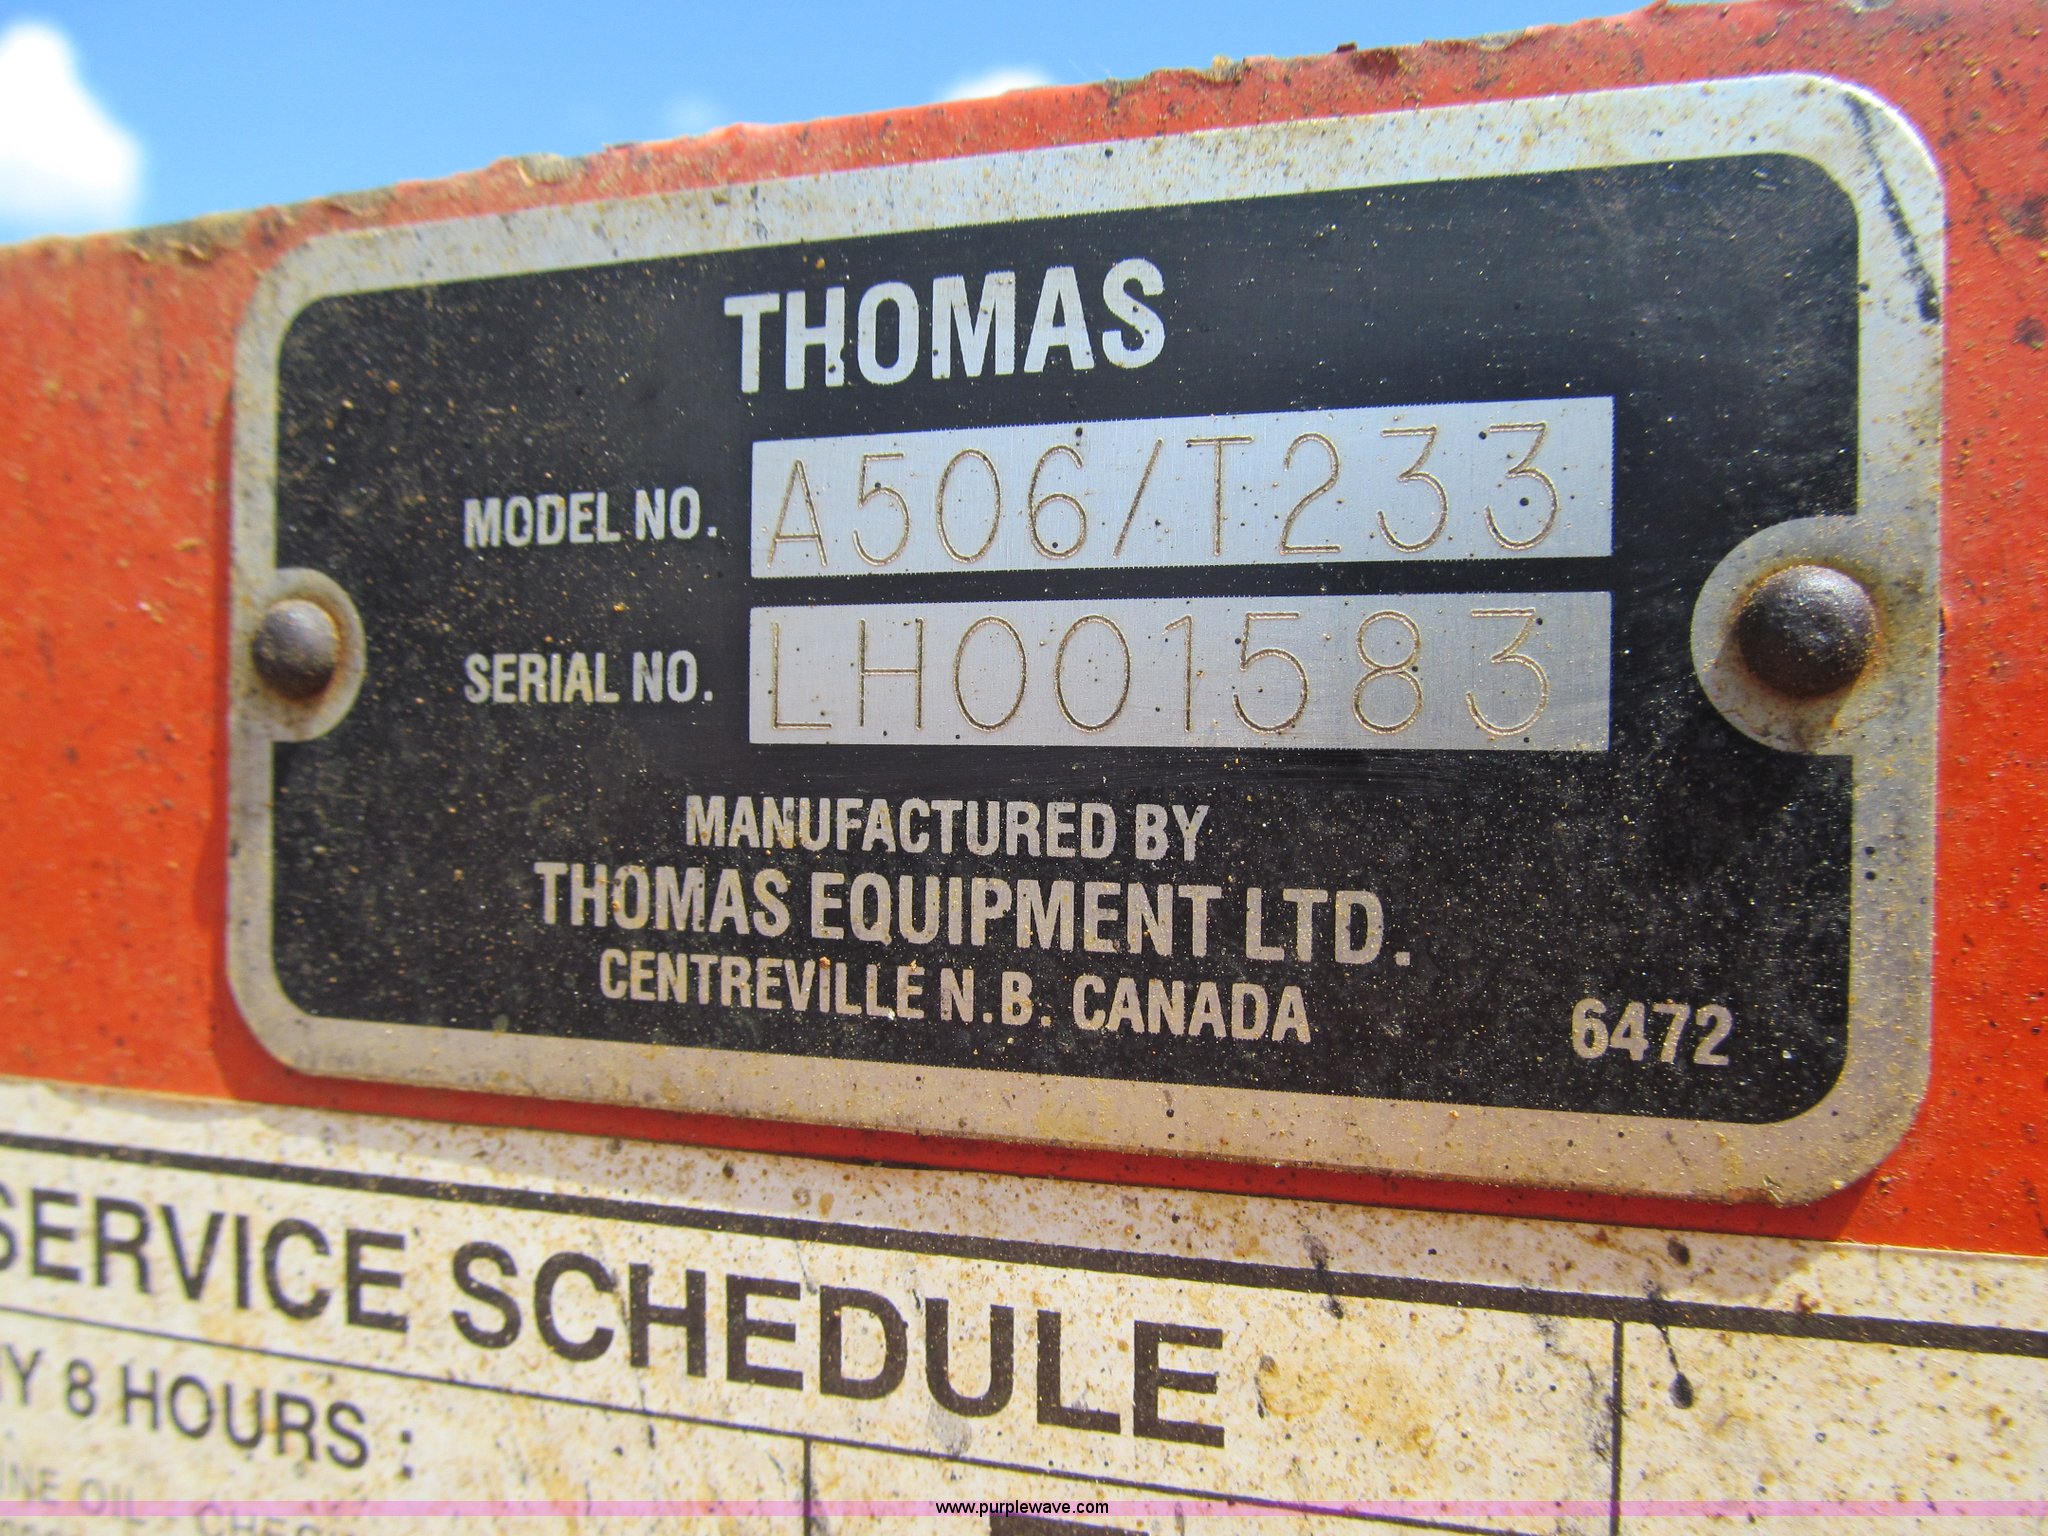 THOMAS
MODEL NO. A506/T233
SERIAL NO. LH001583
MANUFACTURED BY
THOMAS EQUIPMENT LTD.
CENTREVILLE N.B. CANADA
6472
SERVICE SCHEDULE
8 HOURS :
OIL
www.purplewave.com